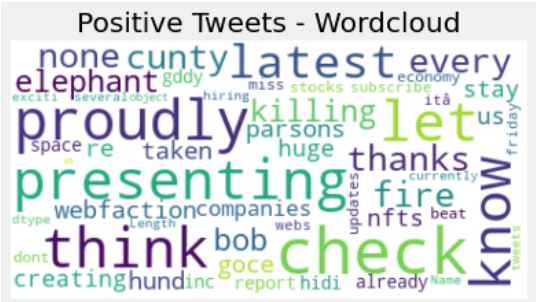 Positive Tweets - Wordcloud
none cunty latest every
elephant gddy miss stocks subscribe economy stay
exciti several object hiring killing itâ us friday
proudly parsons let
space re taken huge thanks
presenting fire currently know
webfaction companies webs updates nfts beat
dtype Length s
dont think bob check tweets
goce
creating hund inc report hidi already Name